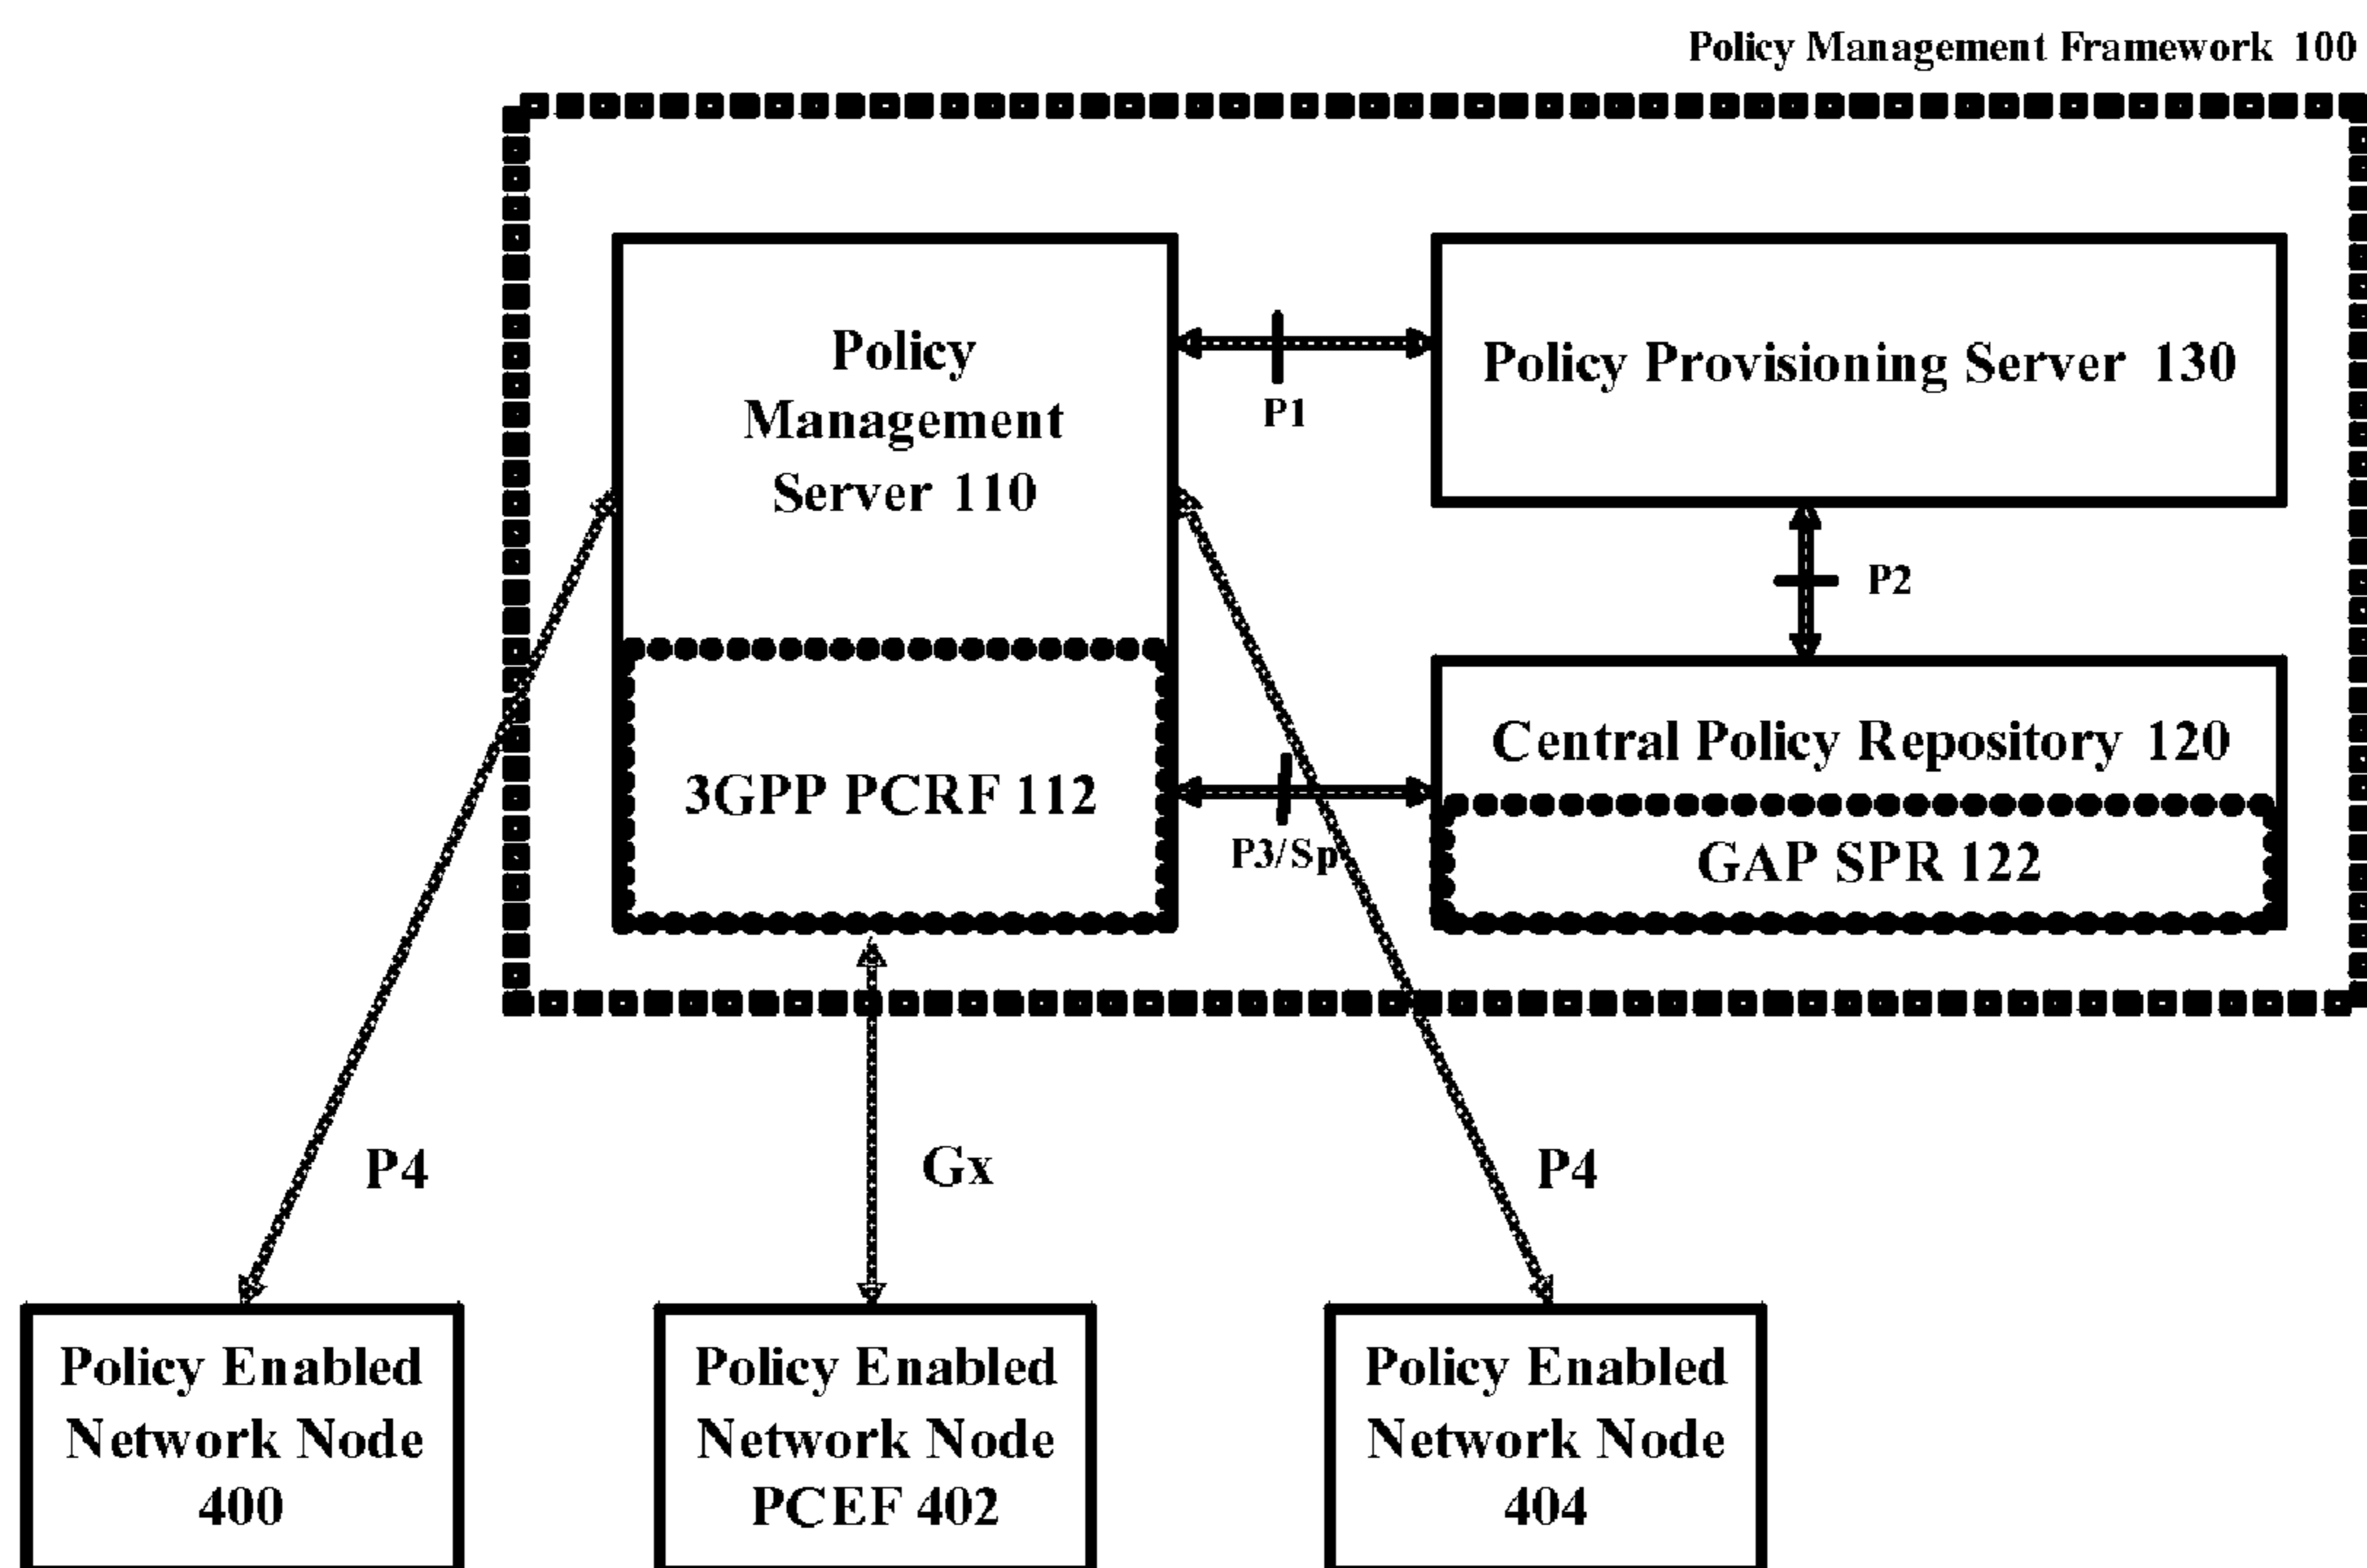 Policy Management Framework 100
Policy
Management
Server 110
P1
Policy Provisioning Server 130
P2
3GPP PCRF 112
P3/Sp
Central Policy Repository 120
GAP SPR 122
P4
Gx
P4
Policy Enabled
Network Node
400
Policy Enabled
Network Node
PCEF 402
Policy Enabled
Network Node
404